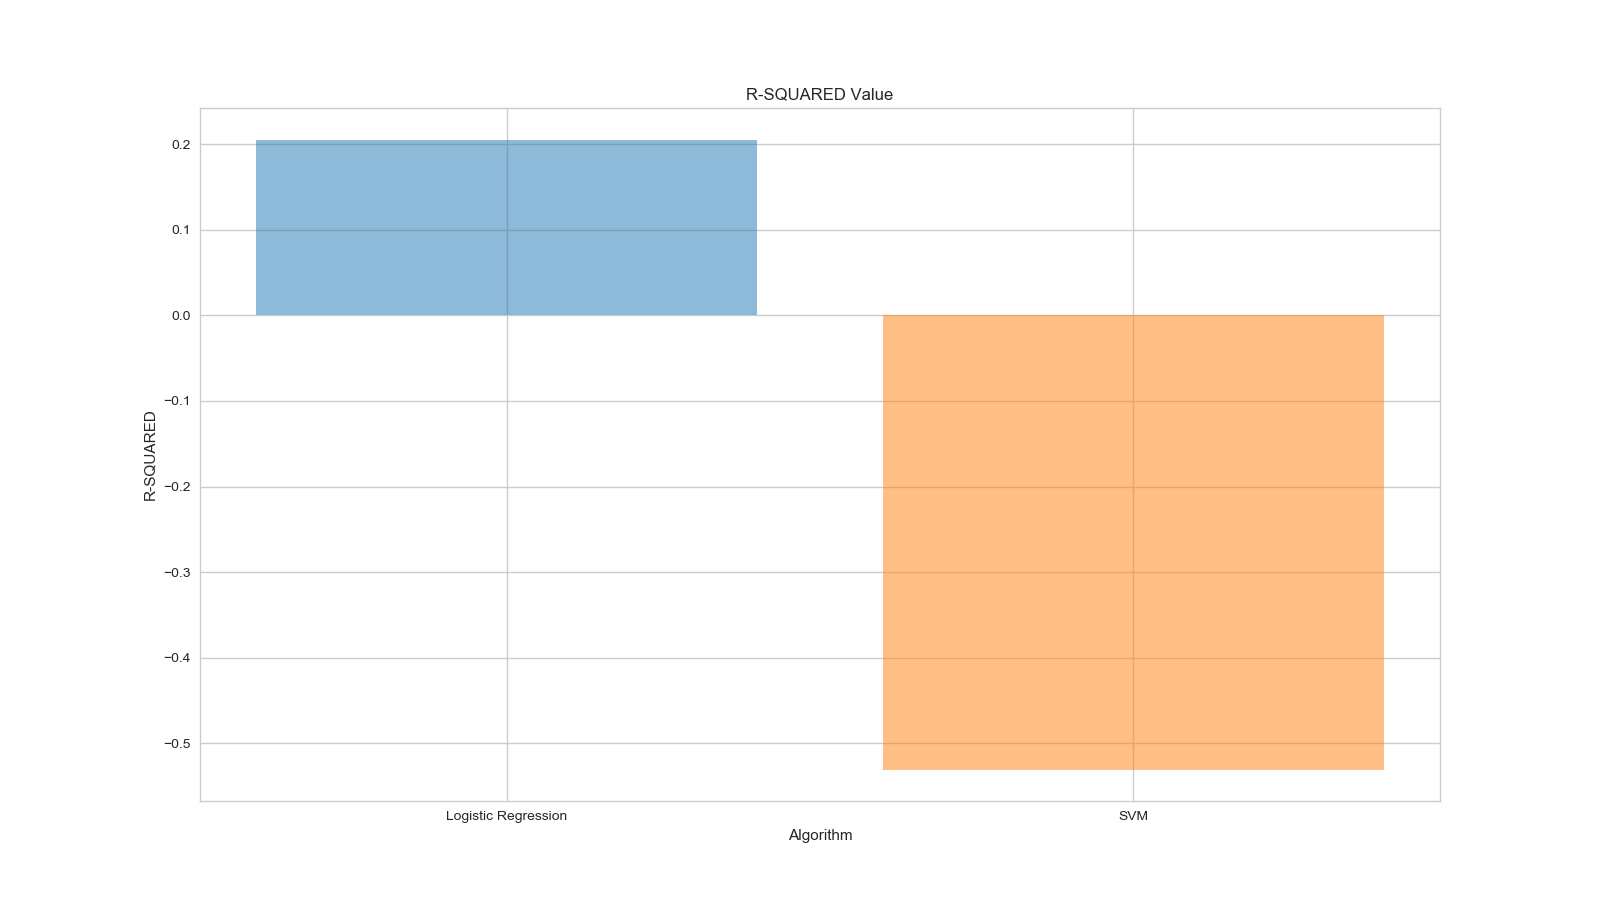 R-SQUARED Value
0.2
0.1
0.0
−0.1
−0.2
−0.3
−0.4
−0.5
R-SQUARED
Logistic Regression
SVM
Algorithm